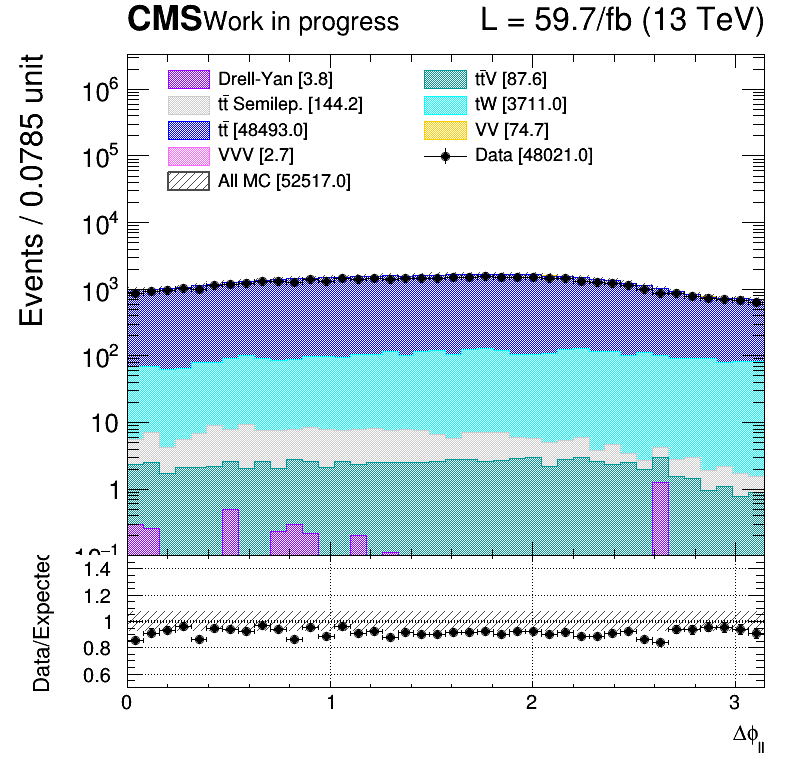 CMS Work in progress L = 59.7/fb (13 TeV)
Events / 0.0785 unit
Drell-Yan [3.8]
tt̄V [87.6]
tt̄ Semilep. [144.2]
tW [3711.0]
tt̄ [48493.0]
VV [74.7]
VVV [2.7]
Data [48021.0]
All MC [52517.0]
10⁶
10⁵
10⁴
10³
10²
10
1
10⁻¹
Data/Expected
1.4
1.2
1
0.8
0.6
0 1 2 3
Δϕ_ll